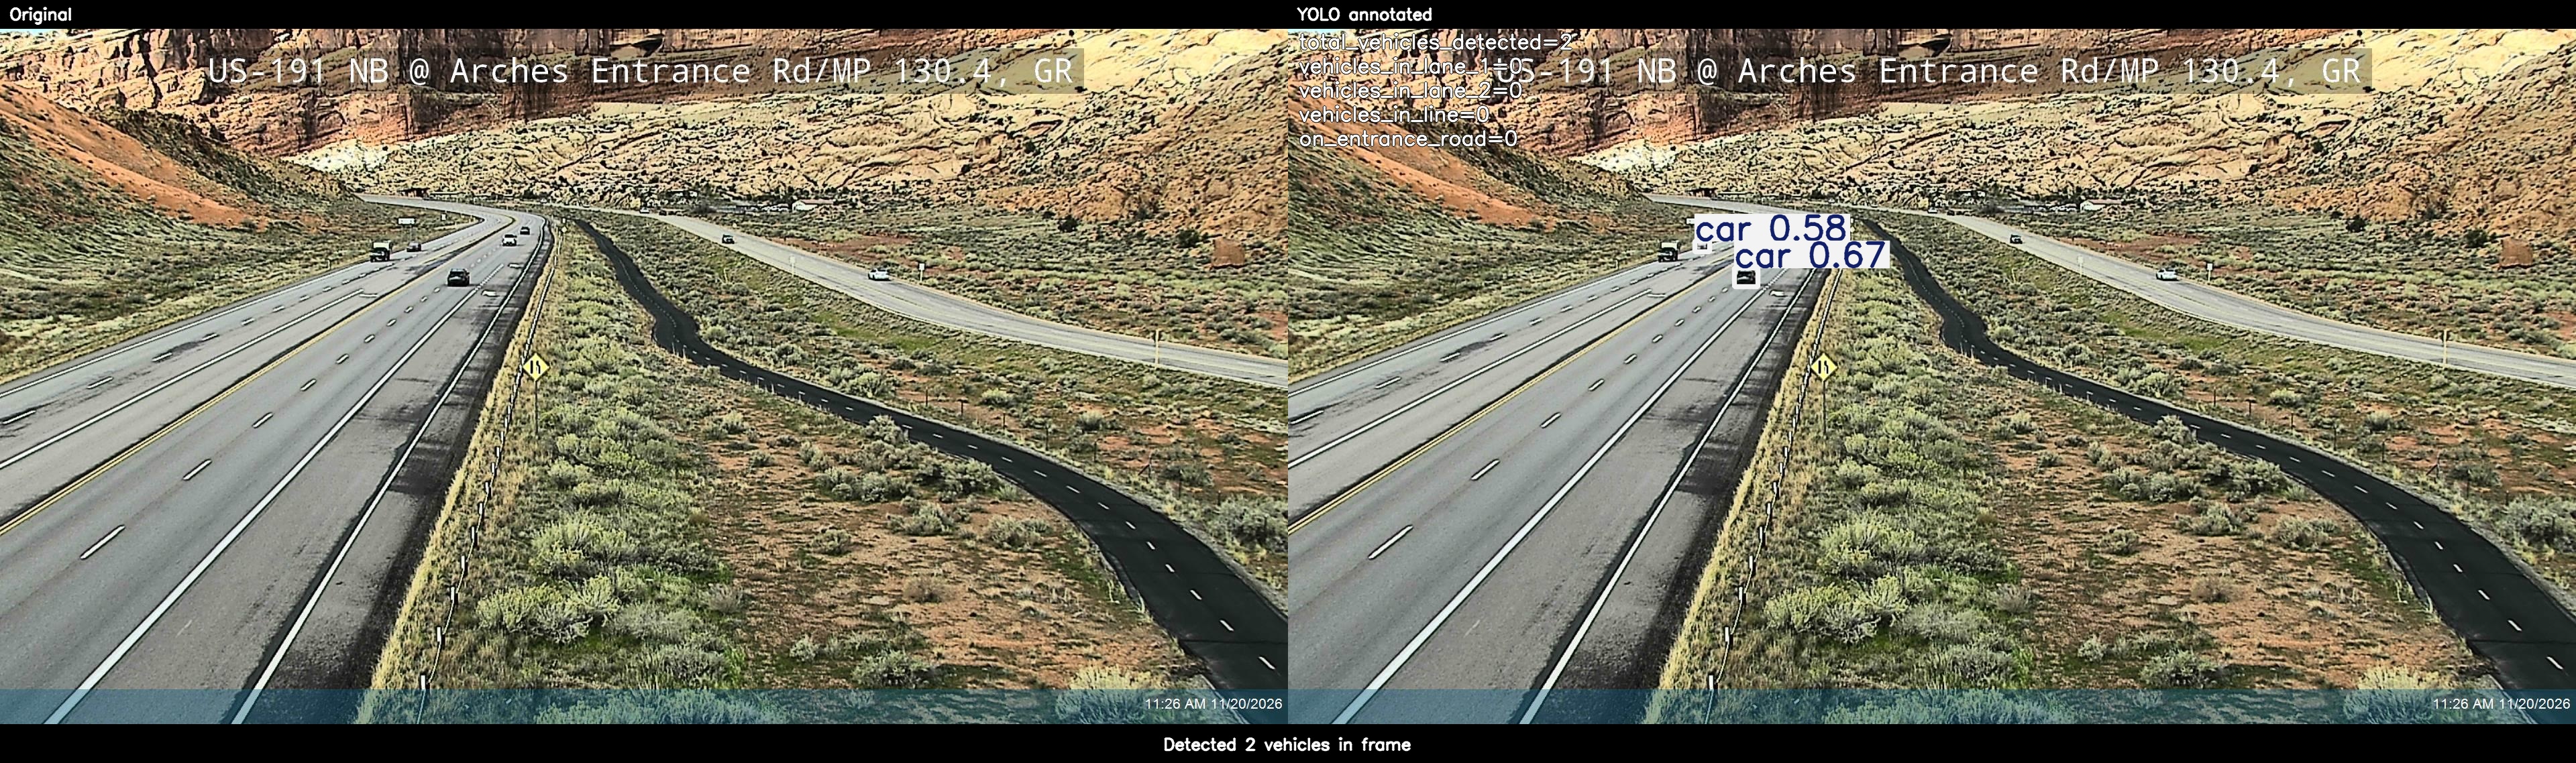 Original
US-191 NB @ Arches Entrance Rd/MP 130.4, GR
11:26 AM 11/20/2026
YOLO annotated
total_vehicles_detected=2
vehicles_in_lane_1=0
US-191 NB @ Arches Entrance Rd/MP 130.4, GR
vehicles_in_lane_2=0
vehicles_in_line=0
on_entrance_road=0
car 0.58
car 0.67
11:26 AM 11/20/2026
Detected 2 vehicles in frame